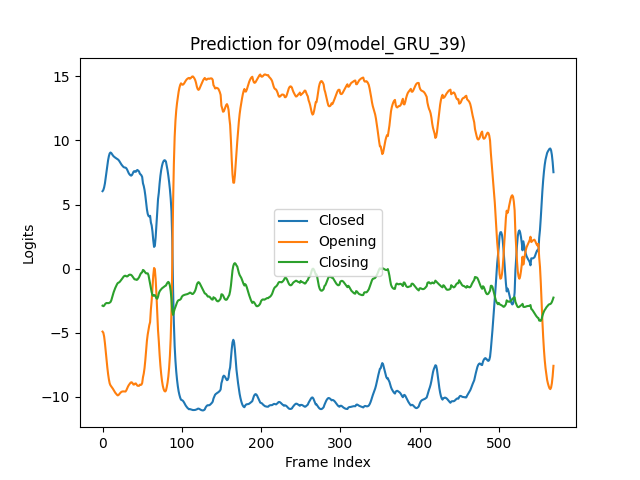 Prediction for 09(model_GRU_39)
15
10
5
0
−5
−10
Logits
Closed
Opening
Closing
0
100
200
300
400
500
Frame Index